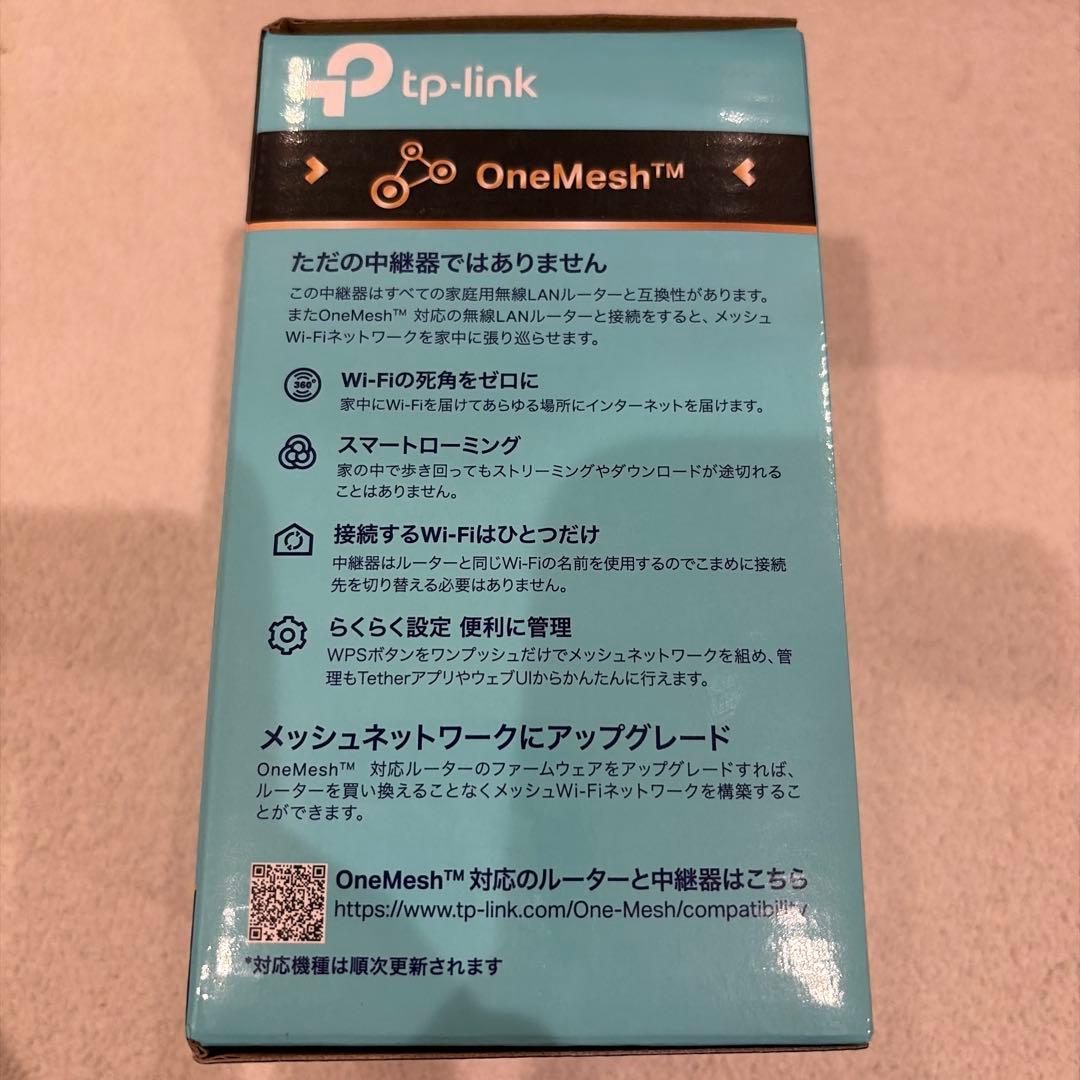 tp-link
OneMesh™
ただの中継器ではありません
この中継器はすべての家庭用無線LANルーターと互換性があります。
またOneMesh™ 対応の無線LANルーターと接続をすると、メッシュ
Wi-Fiネットワークを家中に張り巡らせます。
360°
Wi-Fiの死角をゼロに
家中にWi-Fiを届けてあらゆる場所にインターネットを届けます。
スマートローミング
家の中で歩き回ってもストリーミングやダウンロードが途切れる
ことはありません。
接続するWi-Fiはひとつだけ
中継器はルーターと同じWi-Fiの名前を使用するのでこまめに接続
先を切り替える必要はありません。
らくらく設定 便利に管理
WPSボタンをワンプッシュだけでメッシュネットワークを組め、管
理もTetherアプリやウェブUIからかんたんに行えます。
メッシュネットワークにアップグレード
OneMesh™ 対応ルーターのファームウェアをアップグレードすれば、
ルーターを買い換えることなくメッシュWi-Fiネットワークを構築するこ
とができます。
OneMesh™ 対応のルーターと中継器はこちら
https://www.tp-link.com/One-Mesh/compatibility
*対応機種は順次更新されます